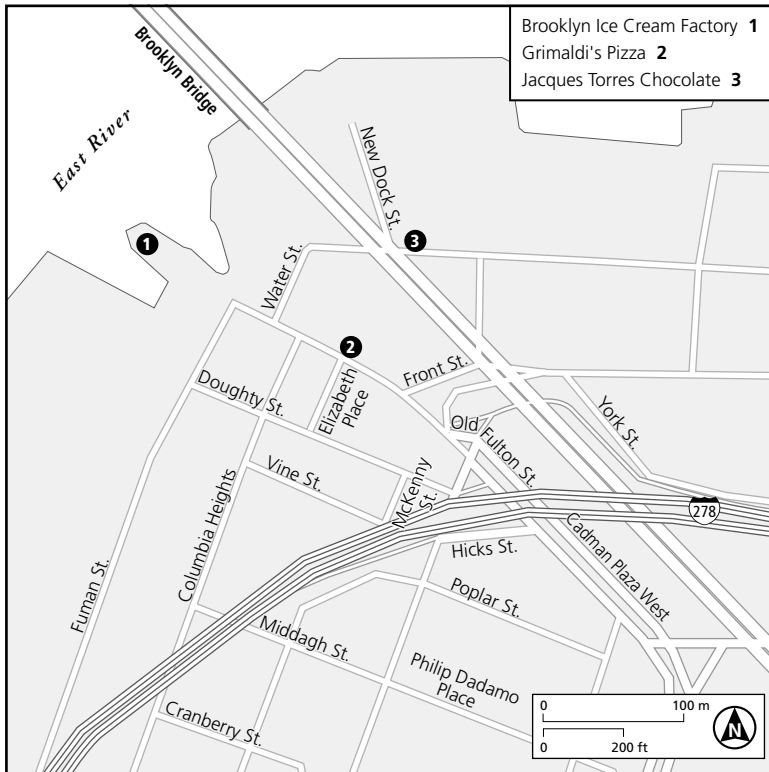 Brooklyn Ice Cream Factory 1
Grimaldi's Pizza 2
Jacques Torres Chocolate 3
Brooklyn Bridge
East River
New Dock St.
1
3
Water St.
2
Front St.
Elizabeth
Place
Doughty St.
York St.
Old
Fulton St.
Vine St.
McKenny
St.
278
Columbia Heights
Cadman Plaza West
Hicks St.
Fuman St.
Poplar St.
Middagh St.
Philip Dadamo
Place
Cranberry St.
0 100 m
0 200 ft
N